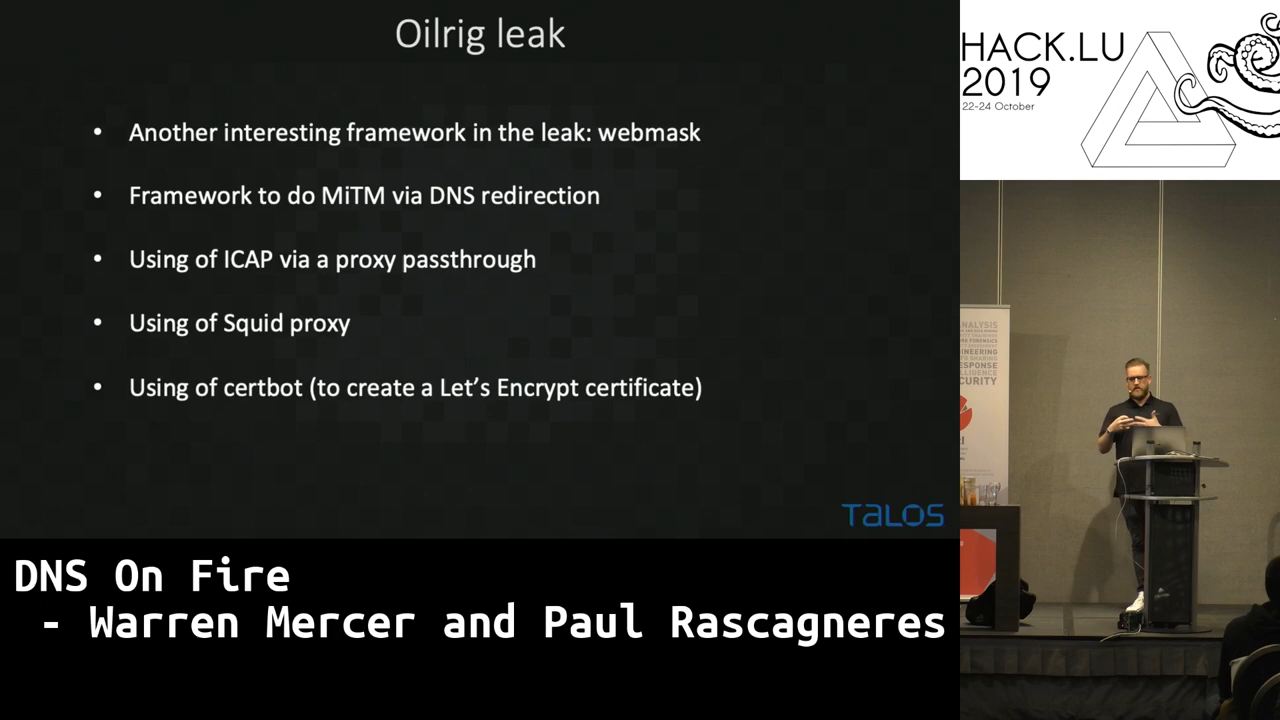 Oilrig leak
• Another interesting framework in the leak: webmask
• Framework to do MiTM via DNS redirection
• Using of ICAP via a proxy passthrough
• Using of Squid proxy
• Using of certbot (to create a Let's Encrypt certificate)
TALOS
DNS On Fire
- Warren Mercer and Paul Rascagneres
HACK.LU
2019
22-24 October